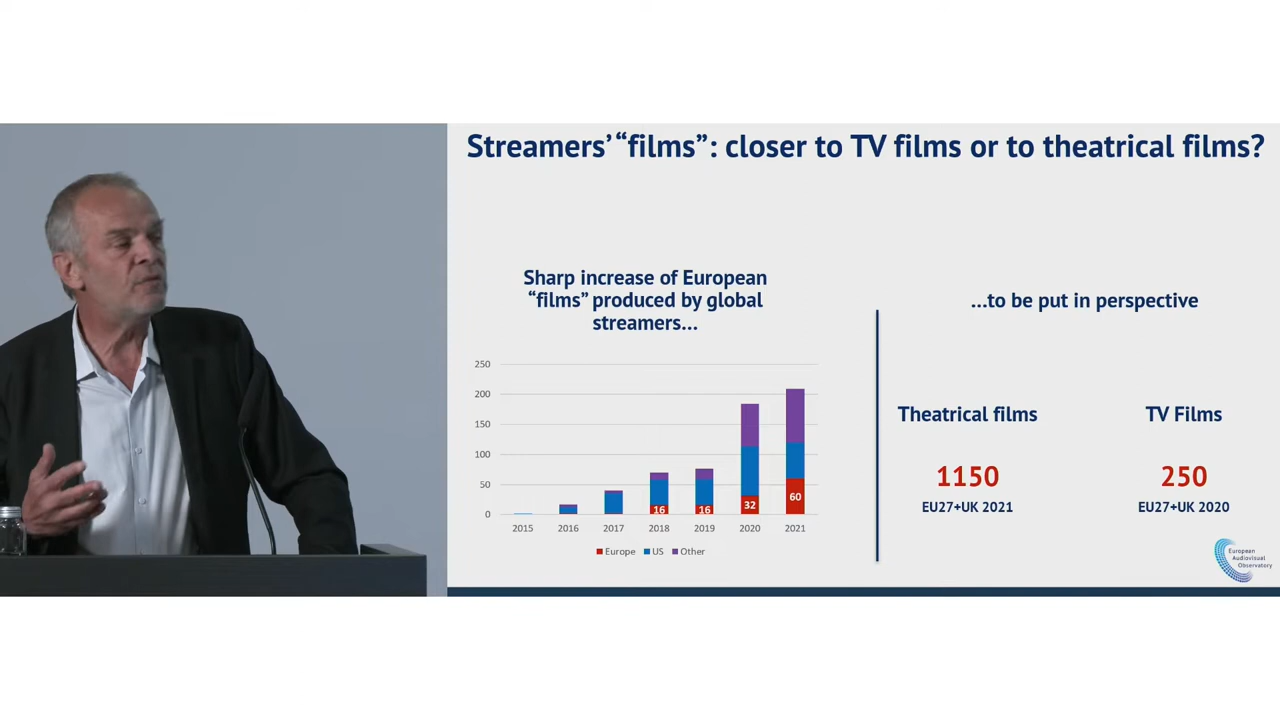 Streamers’ “films”: closer to TV films or to theatrical films?
Sharp increase of European
“films” produced by global
streamers…
250
200
150
100
50
0
16
16
32
60
2015 2016 2017 2018 2019 2020 2021
Europe US Other
…to be put in perspective
Theatrical films
1150
EU27+UK 2021
TV Films
250
EU27+UK 2020
European
Audiovisual
Observatory